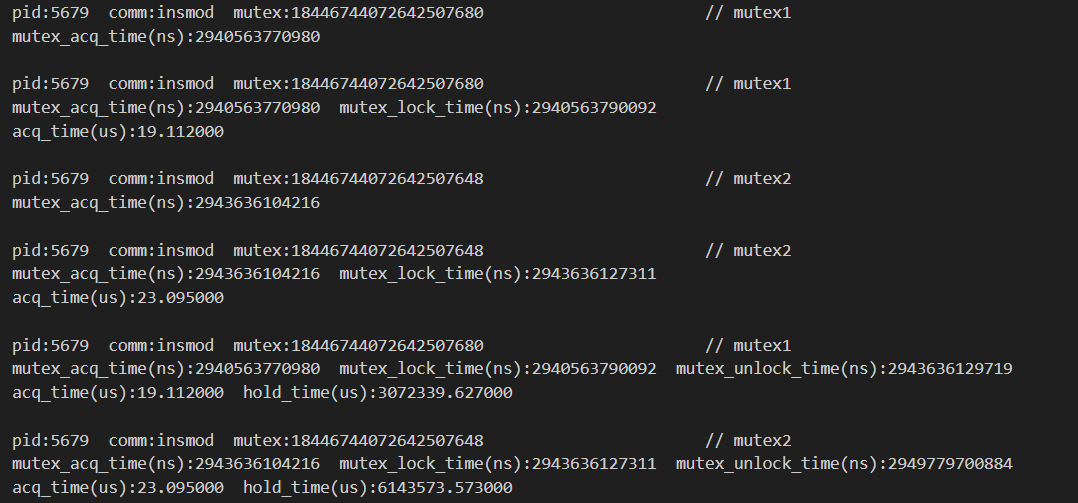 pid:5679  comm:insmod  mutex:18446744072642507680                       // mutex1
mutex_acq_time(ns):2940563770980
pid:5679  comm:insmod  mutex:18446744072642507680                       // mutex1
mutex_acq_time(ns):2940563770980  mutex_lock_time(ns):2940563790092
acq_time(us):19.112000
pid:5679  comm:insmod  mutex:18446744072642507648                       // mutex2
mutex_acq_time(ns):2943636104216
pid:5679  comm:insmod  mutex:18446744072642507648                       // mutex2
mutex_acq_time(ns):2943636104216  mutex_lock_time(ns):2943636127311
acq_time(us):23.095000
pid:5679  comm:insmod  mutex:18446744072642507680                       // mutex1
mutex_acq_time(ns):2940563770980  mutex_lock_time(ns):2940563790092  mutex_unlock_time(ns):2943636129719
acq_time(us):19.112000  hold_time(us):3072339.627000
pid:5679  comm:insmod  mutex:18446744072642507648                       // mutex2
mutex_acq_time(ns):2943636104216  mutex_lock_time(ns):2943636127311  mutex_unlock_time(ns):2949779700884
acq_time(us):23.095000  hold_time(us):6143573.573000